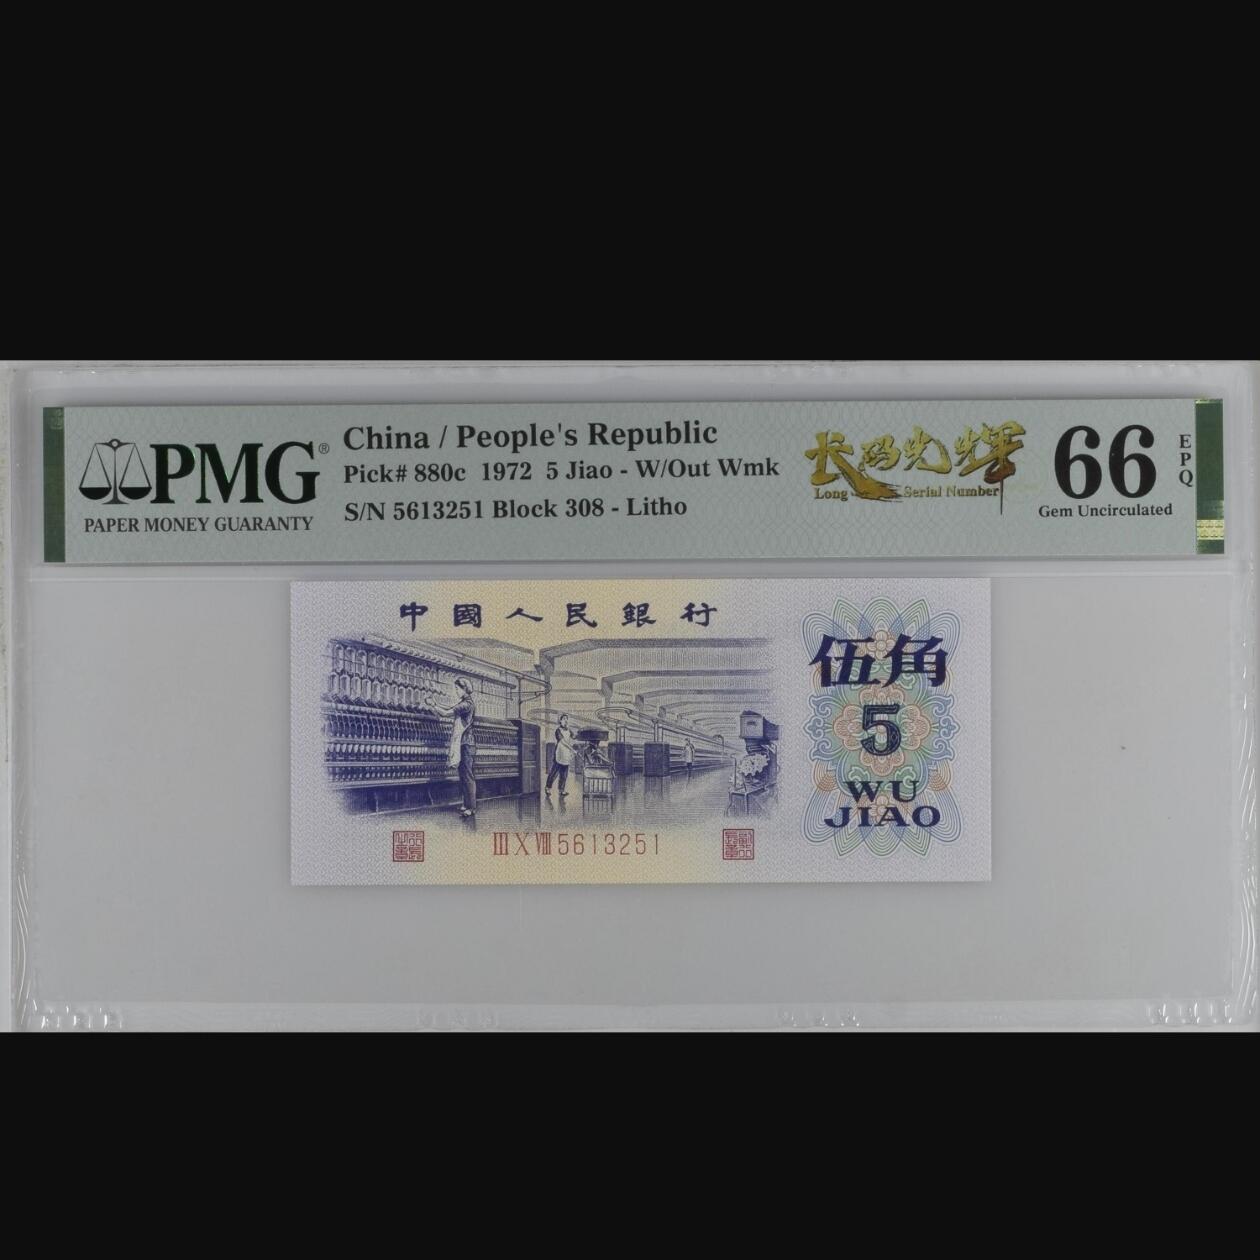 PMG®
PAPER MONEY GUARANTY
China / People's Republic
Pick# 880c 1972 5 Jiao - W/Out Wmk
S/N 5613251 Block 308 - Litho
长码光辉
Long Serial Number
66
EPQ
Gem Uncirculated
中國人民銀行
伍角
5
WU
JIAO
ⅢⅩⅧ5613251